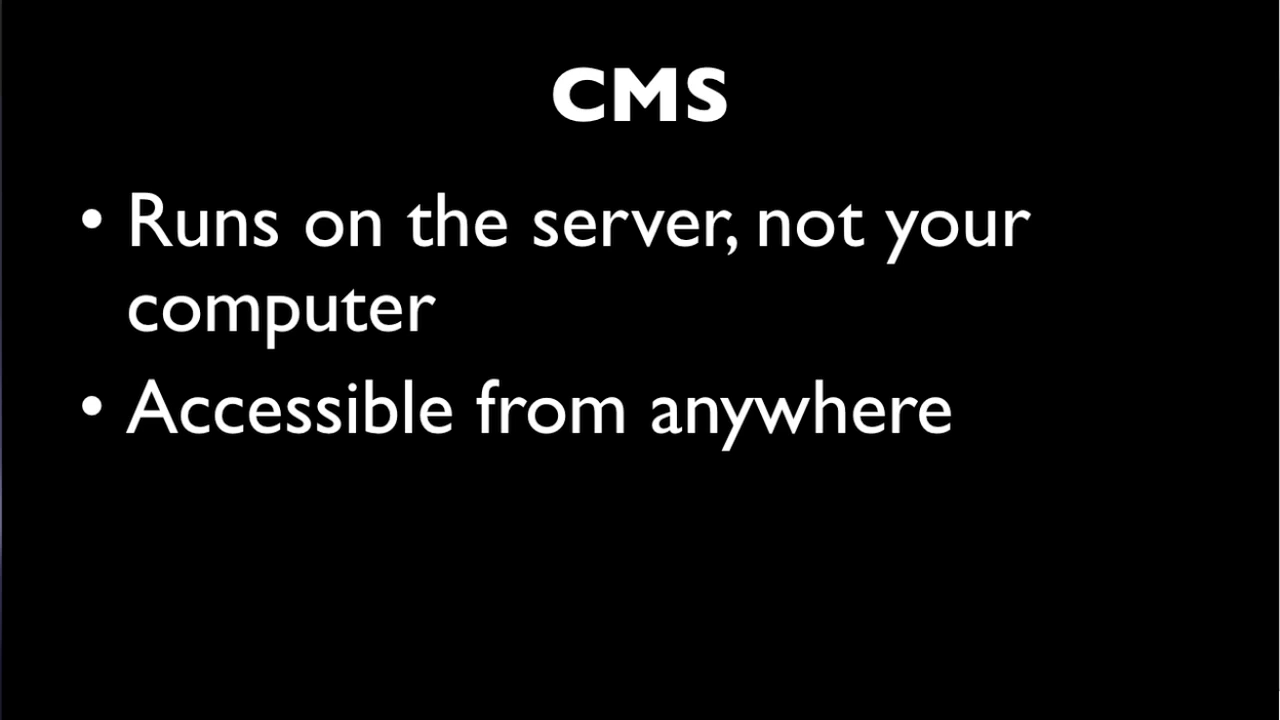 CMS
• Runs on the server, not your
computer
• Accessible from anywhere